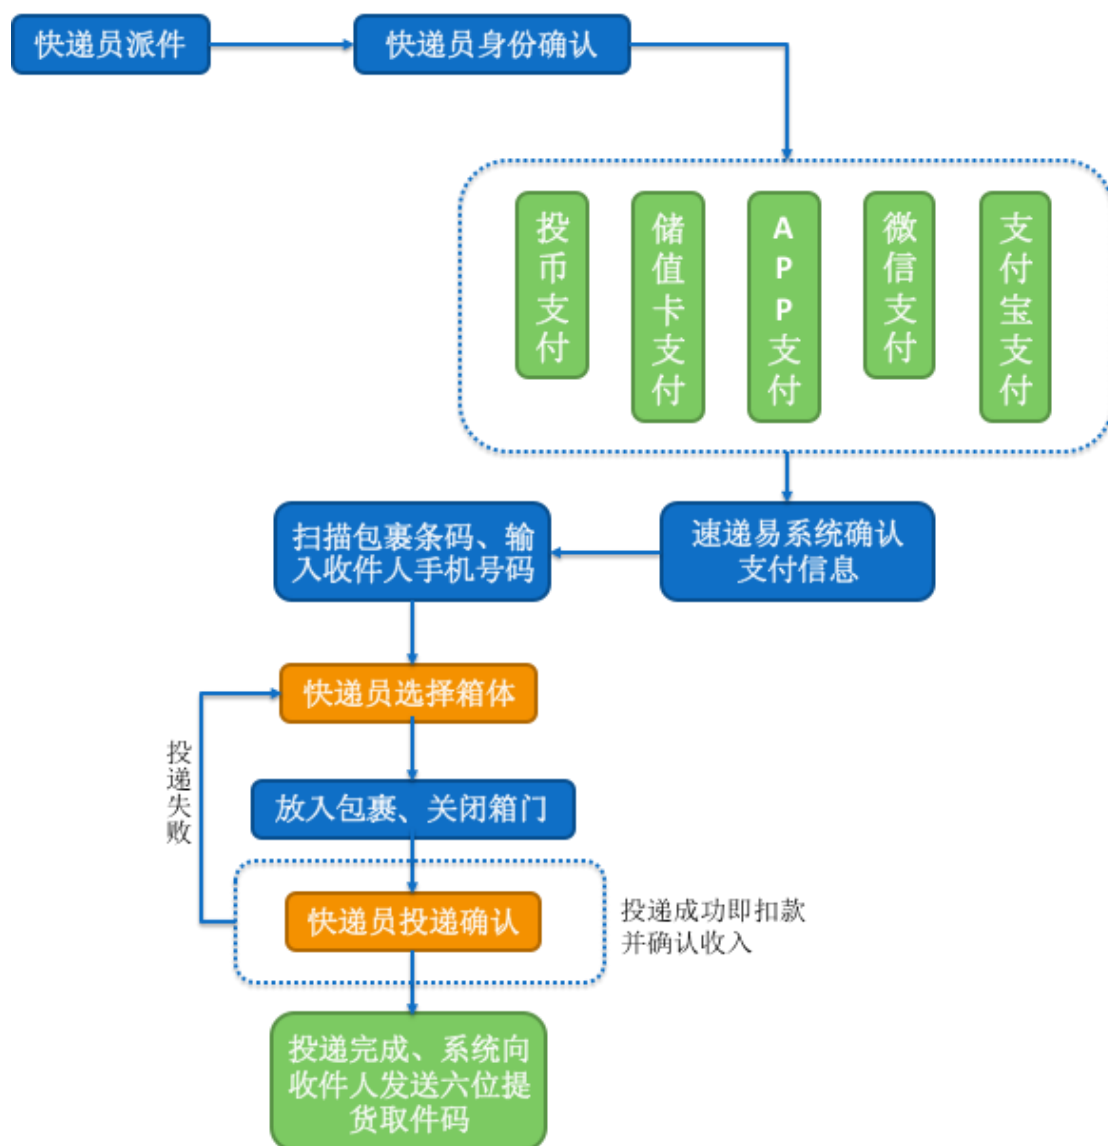 快递员派件
快递员身份确认
投币支付
储值卡支付
APP支付
微信支付
支付宝支付
速递易系统确认
支付信息
扫描包裹条码、输
入收件人手机号码
快递员选择箱体
投递失败
放入包裹、关闭箱门
快递员投递确认
投递成功即扣款
并确认收入
投递完成、系统向
收件人发送六位提
货取件码